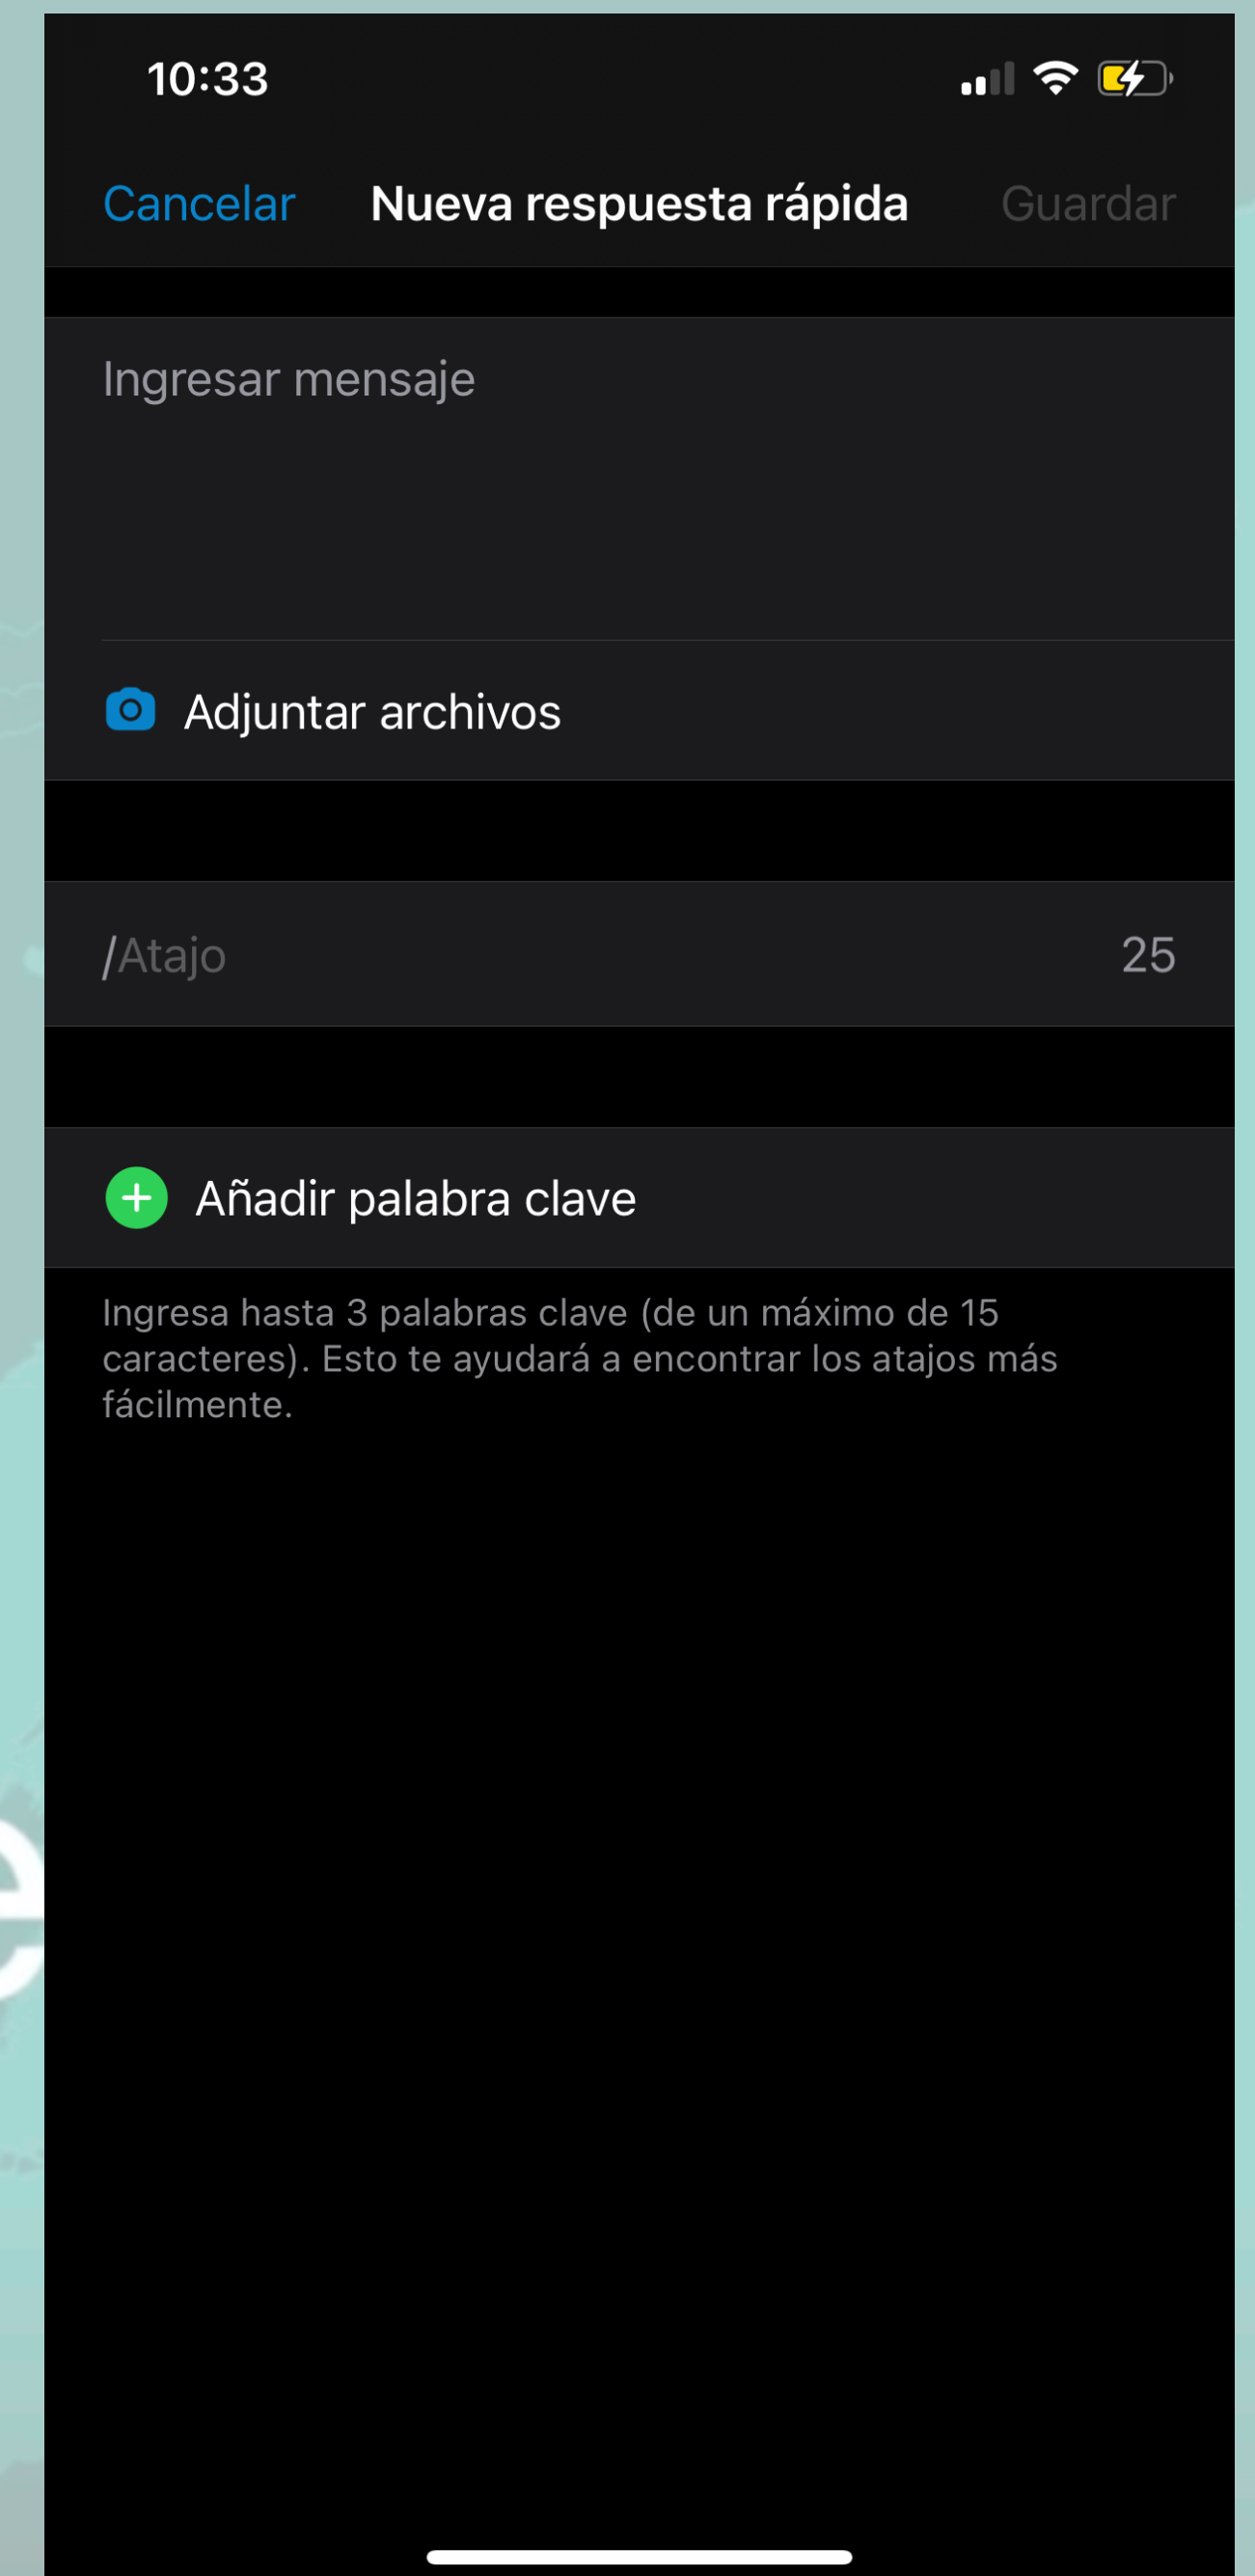 10:33
Cancelar Nueva respuesta rápida Guardar
Ingresar mensaje
Adjuntar archivos
/Atajo 25
Añadir palabra clave
Ingresa hasta 3 palabras clave (de un máximo de 15
caracteres). Esto te ayudará a encontrar los atajos más
fácilmente.
e